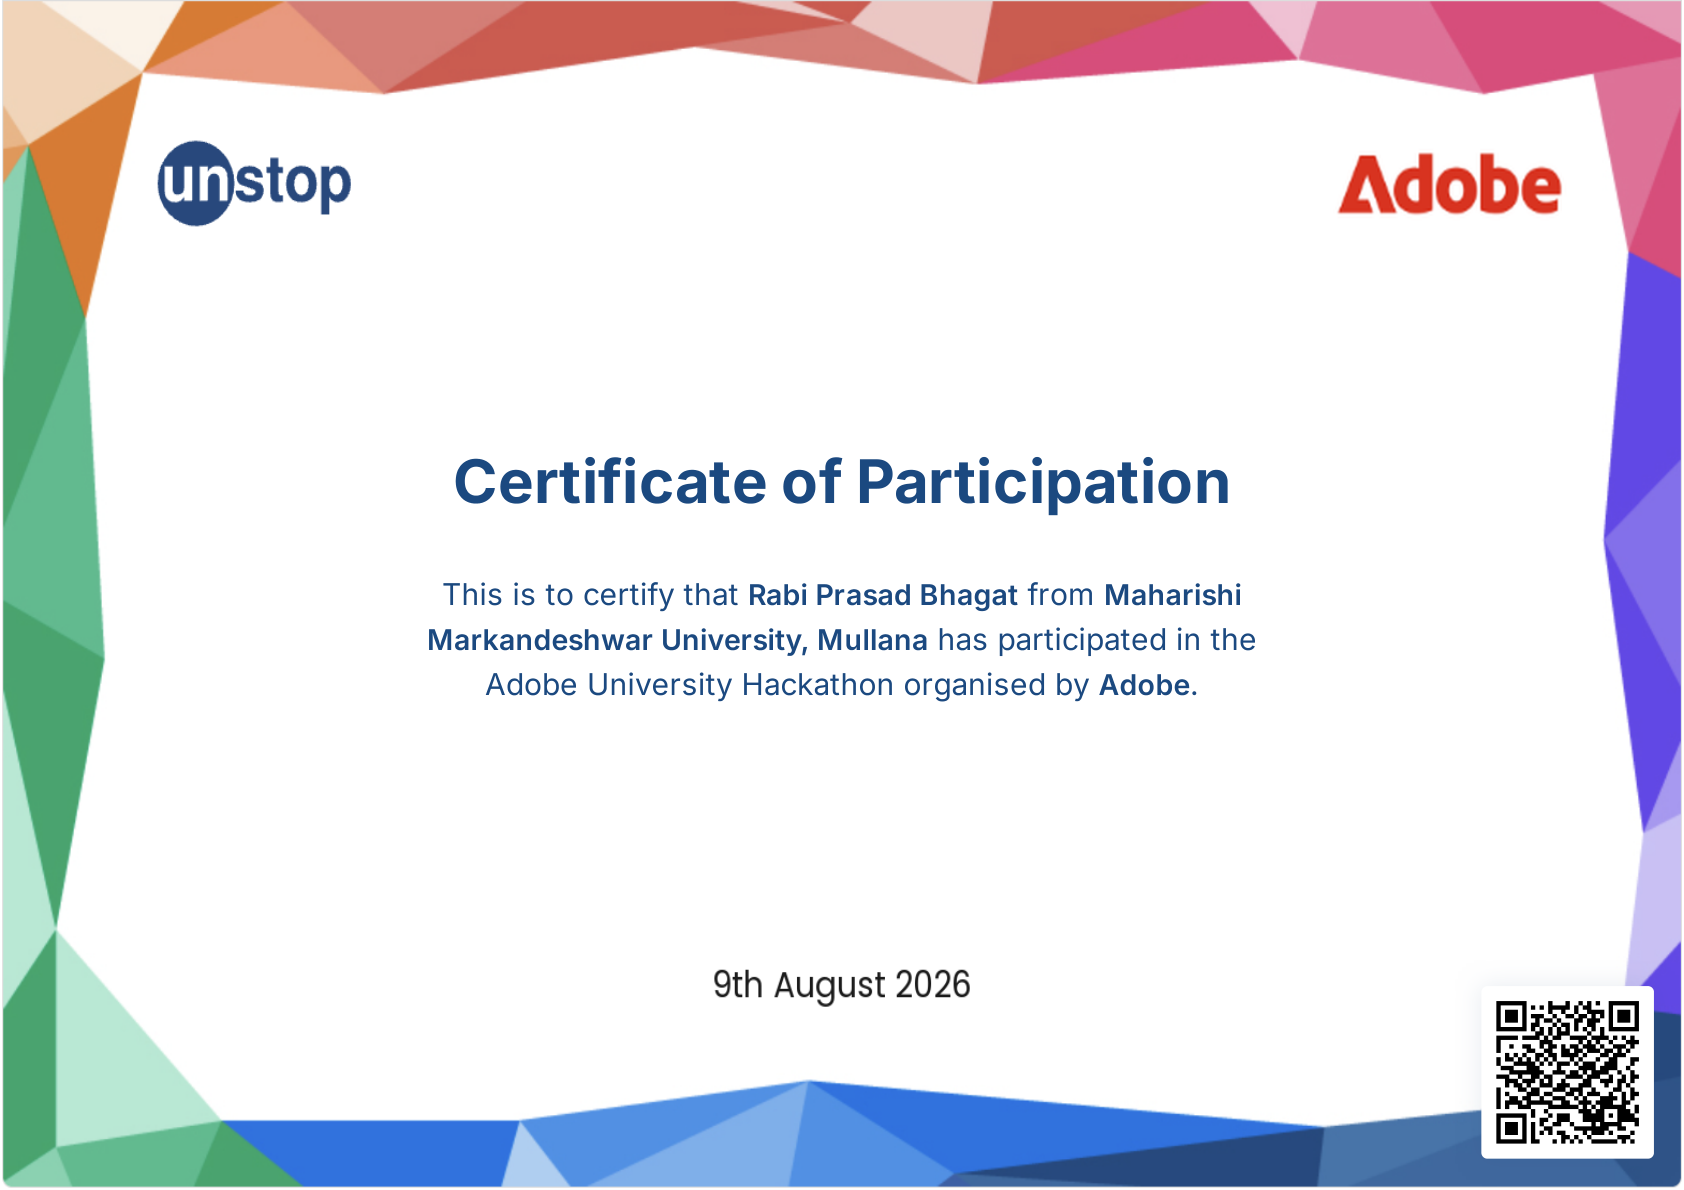 unstop
Adobe
Certificate of Participation
This is to certify that Rabi Prasad Bhagat from Maharishi
Markandeshwar University, Mullana has participated in the
Adobe University Hackathon organised by Adobe.
9th August 2026